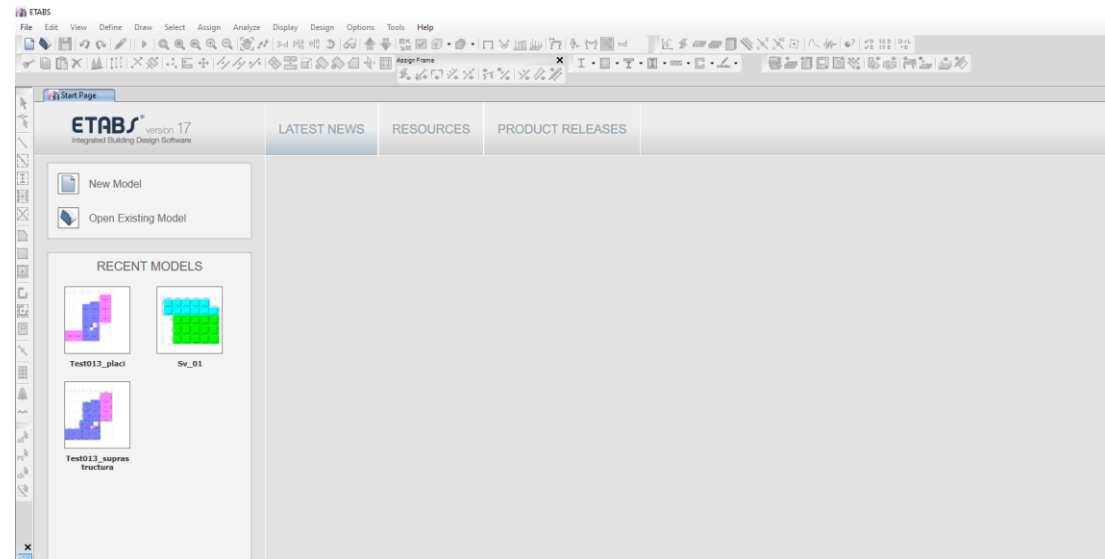 ETABS
File Edit View Define Draw Select Assign Analyze Display Design Options Tools Help
Assign Frame
Start Page
ETABS® version 17
Integrated Building Design Software
LATEST NEWS RESOURCES PRODUCT RELEASES
New Model
Open Existing Model
RECENT MODELS
Test013_placi Sv_01
Test013_supras
tructura